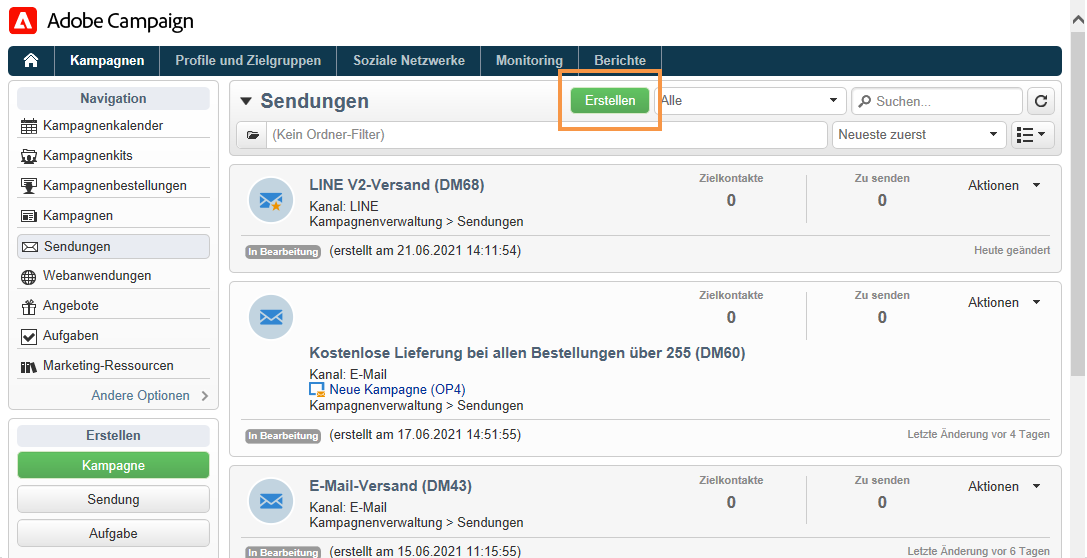 Adobe Campaign
Kampagnen
Profile und Zielgruppen
Soziale Netzwerke
Monitoring
Berichte
Navigation
Kampagnenkalender
Kampagnenkits
Kampagnenbestellungen
Kampagnen
Sendungen
Webanwendungen
Angebote
Aufgaben
Marketing-Ressourcen
Andere Optionen
Erstellen
Kampagne
Sendung
Aufgabe
Sendungen
Erstellen
Alle
Suchen...
(Kein Ordner-Filter)
Neueste zuerst
LINE V2-Versand (DM68)
Kanal: LINE
Kampagnenverwaltung > Sendungen
Zielkontakte
0
Zu senden
0
Aktionen
In Bearbeitung (erstellt am 21.06.2021 14:11:54)
Heute geändert
Zielkontakte
0
Zu senden
0
Aktionen
Kostenlose Lieferung bei allen Bestellungen über 255 (DM60)
Kanal: E-Mail
Neue Kampagne (OP4)
Kampagnenverwaltung > Sendungen
In Bearbeitung (erstellt am 17.06.2021 14:51:55)
Letzte Änderung vor 4 Tagen
E-Mail-Versand (DM43)
Kanal: E-Mail
Kampagnenverwaltung > Sendungen
Zielkontakte
0
Zu senden
0
Aktionen
In Bearbeitung (erstellt am 15.06.2021 11:15:55)
Letzte Änderung vor 6 Tagen